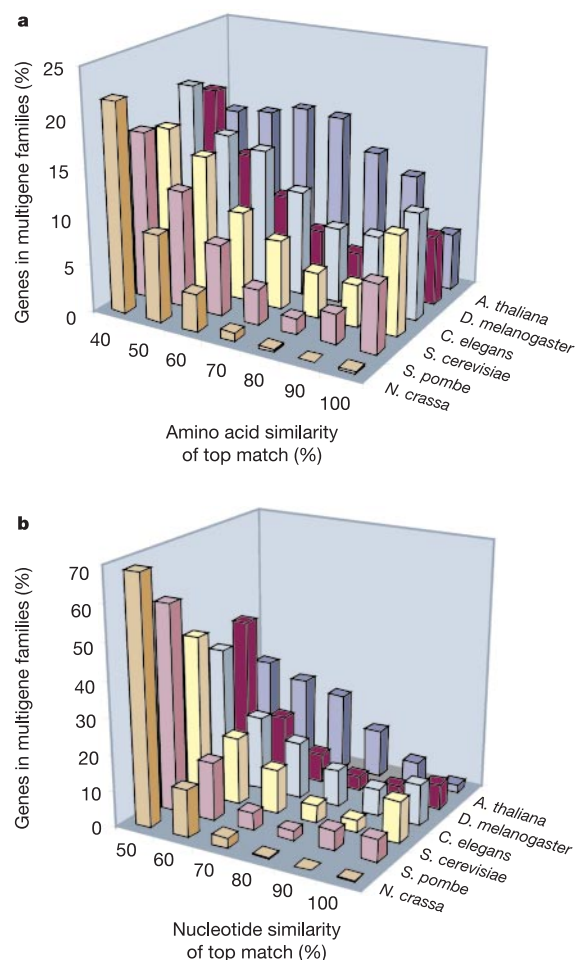 a
Genes in multigene families (%)
25
20
15
10
5
0
40
50
60
70
80
90
100
A. thaliana
D. melanogaster
C. elegans
S. cerevisiae
S. pombe
N. crassa
Amino acid similarity
of top match (%)
b
Genes in multigene families (%)
70
60
50
40
30
20
10
0
50
60
70
80
90
100
A. thaliana
D. melanogaster
C. elegans
S. cerevisiae
S. pombe
N. crassa
Nucleotide similarity
of top match (%)